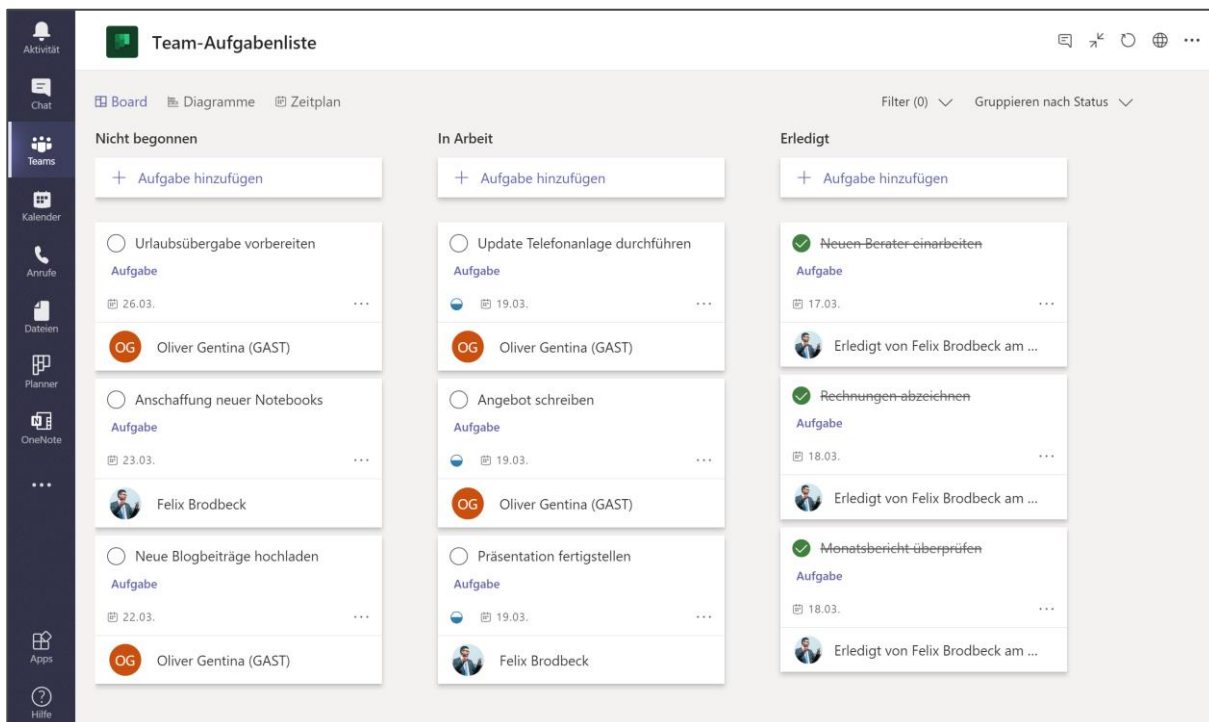 Aktivität
Chat
Teams
Kalender
Anrufe
Dateien
Planner
OneNote
Apps
Hilfe
Team-Aufgabenliste
Board Diagramme Zeitplan
Filter (0) Gruppieren nach Status
Nicht begonnen
+ Aufgabe hinzufügen
Urlaubsübergabe vorbereiten
Aufgabe
26.03. ...
OG Oliver Gentina (GAST)
Anschaffung neuer Notebooks
Aufgabe
23.03. ...
Felix Brodbeck
Neue Blogbeiträge hochladen
Aufgabe
22.03. ...
OG Oliver Gentina (GAST)
In Arbeit
+ Aufgabe hinzufügen
Update Telefonanlage durchführen
Aufgabe
19.03. ...
OG Oliver Gentina (GAST)
Angebot schreiben
Aufgabe
19.03. ...
OG Oliver Gentina (GAST)
Präsentation fertigstellen
Aufgabe
19.03. ...
Felix Brodbeck
Erledigt
+ Aufgabe hinzufügen
Neuen Berater einarbeiten
Aufgabe
17.03. ...
Erledigt von Felix Brodbeck am ...
Rechnungen abzeichnen
Aufgabe
18.03. ...
Erledigt von Felix Brodbeck am ...
Monatsbericht überprüfen
Aufgabe
18.03. ...
Erledigt von Felix Brodbeck am ...